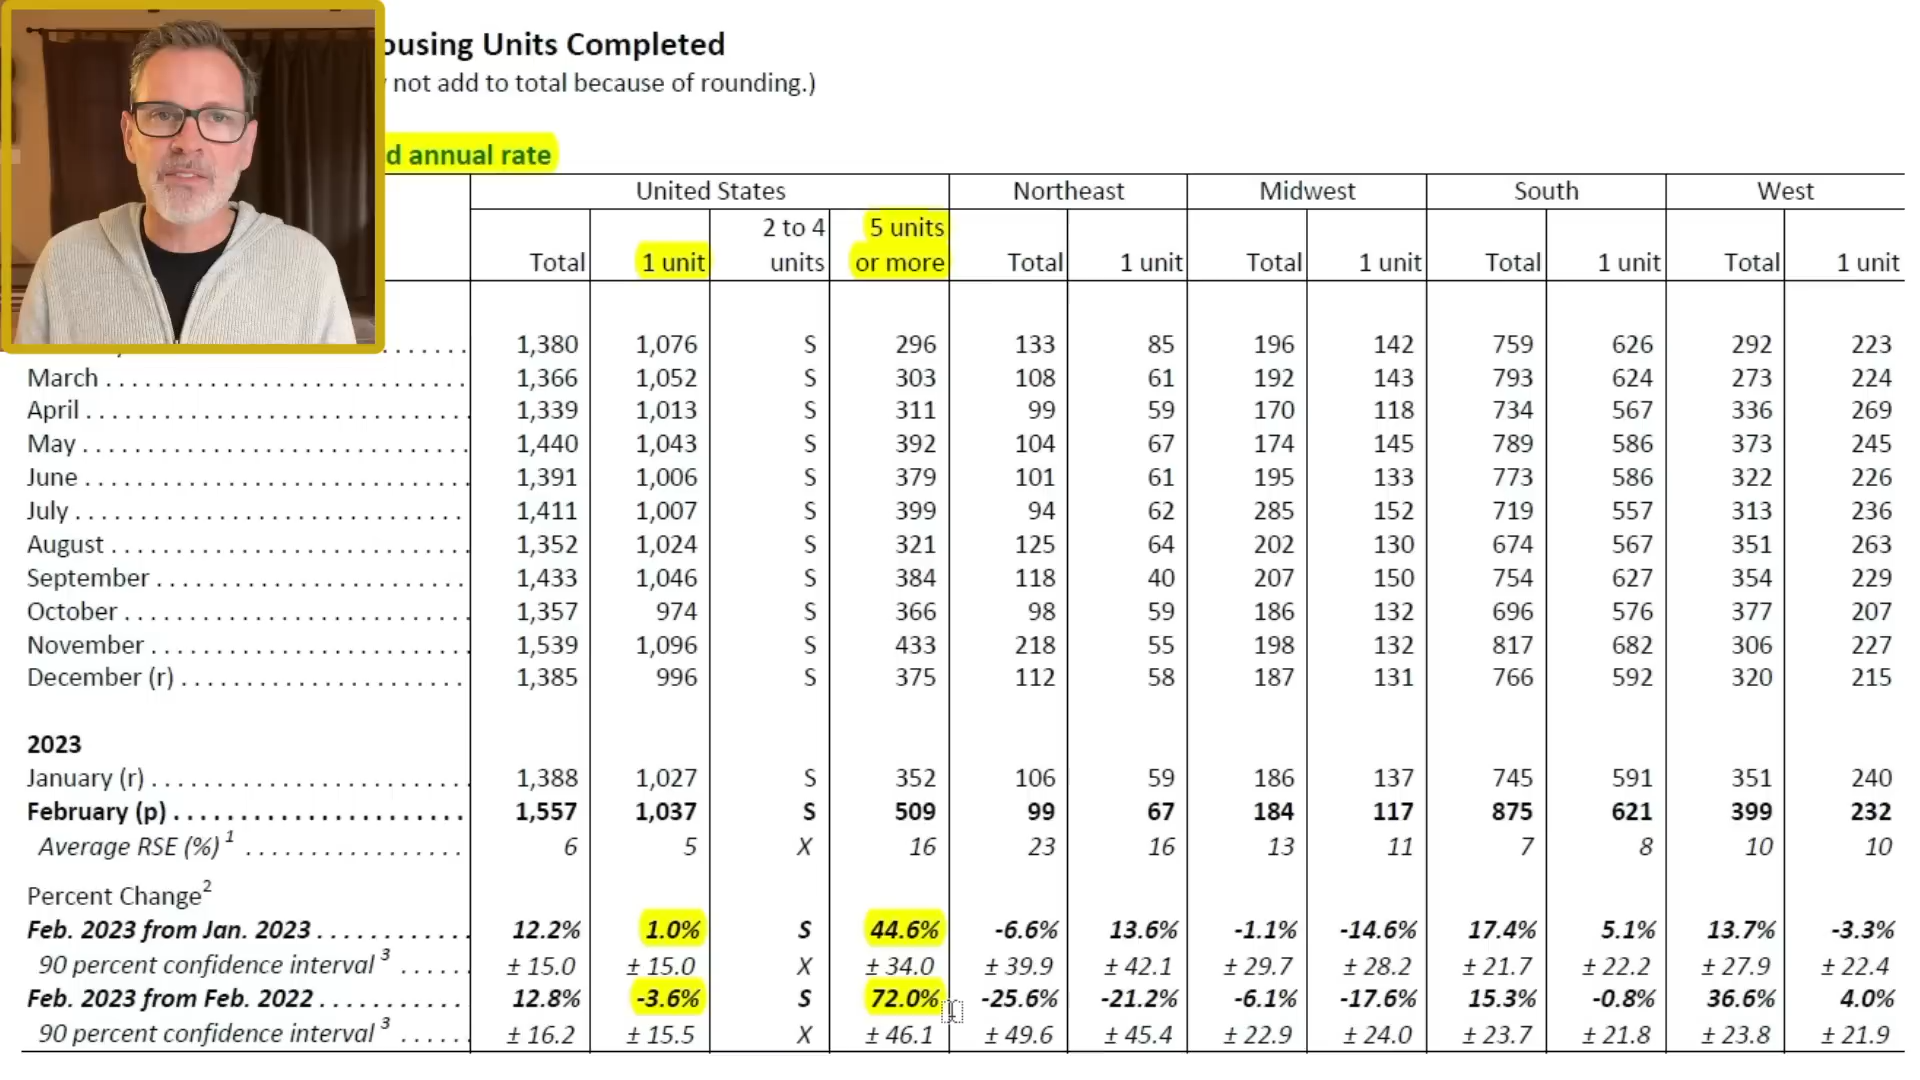 ousing Units Completed
not add to total because of rounding.)
d annual rate
United States Northeast Midwest South West
Total 1 unit 2 to 4 units 5 units or more Total 1 unit Total 1 unit Total 1 unit Total 1 unit
1,380 1,076 S 296 133 85 196 142 759 626 292 223
March 1,366 1,052 S 303 108 61 192 143 793 624 273 224
April 1,339 1,013 S 311 99 59 170 118 734 567 336 269
May 1,440 1,043 S 392 104 67 174 145 789 586 373 245
June 1,391 1,006 S 379 101 61 195 133 773 586 322 226
July 1,411 1,007 S 399 94 62 285 152 719 557 313 236
August 1,352 1,024 S 321 125 64 202 130 674 567 351 263
September 1,433 1,046 S 384 118 40 207 150 754 627 354 229
October 1,357 974 S 366 98 59 186 132 696 576 377 207
November 1,539 1,096 S 433 218 55 198 132 817 682 306 227
December (r) 1,385 996 S 375 112 58 187 131 766 592 320 215
2023
January (r) 1,388 1,027 S 352 106 59 186 137 745 591 351 240
February (p) 1,557 1,037 S 509 99 67 184 117 875 621 399 232
Average RSE (%) 1 6 5 X 16 23 16 13 11 7 8 10 10
Percent Change2
Feb. 2023 from Jan. 2023 12.2% 1.0% S 44.6% -6.6% 13.6% -1.1% -14.6% 17.4% 5.1% 13.7% -3.3%
90 percent confidence interval 3 ± 15.0 ± 15.0 X ± 34.0 ± 39.9 ± 42.1 ± 29.7 ± 28.2 ± 21.7 ± 22.2 ± 27.9 ± 22.4
Feb. 2023 from Feb. 2022 12.8% -3.6% S 72.0% -25.6% -21.2% -6.1% -17.6% 15.3% -0.8% 36.6% 4.0%
90 percent confidence interval 3 ± 16.2 ± 15.5 X ± 46.1 ± 49.6 ± 45.4 ± 22.9 ± 24.0 ± 23.7 ± 21.8 ± 23.8 ± 21.9